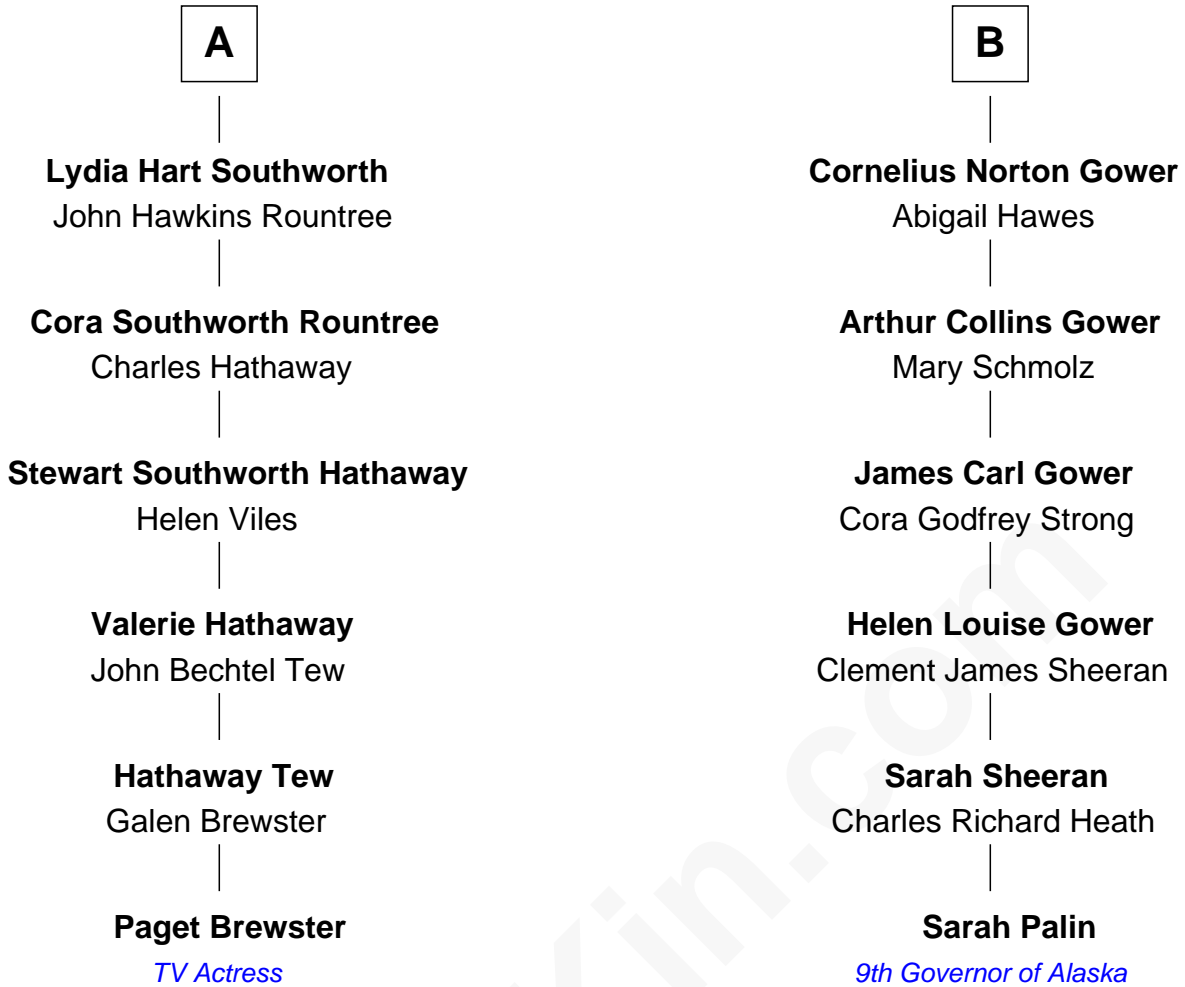 A
Lydia Hart Southworth
John Hawkins Rountree
Cora Southworth Rountree
Charles Hathaway
Stewart Southworth Hathaway
Helen Viles
Valerie Hathaway
John Bechtel Tew
Hathaway Tew
Galen Brewster
Paget Brewster
TV Actress
B
Cornelius Norton Gower
Abigail Hawes
Arthur Collins Gower
Mary Schmolz
James Carl Gower
Cora Godfrey Strong
Helen Louise Gower
Clement James Sheeran
Sarah Sheeran
Charles Richard Heath
Sarah Palin
9th Governor of Alaska
Kin.com